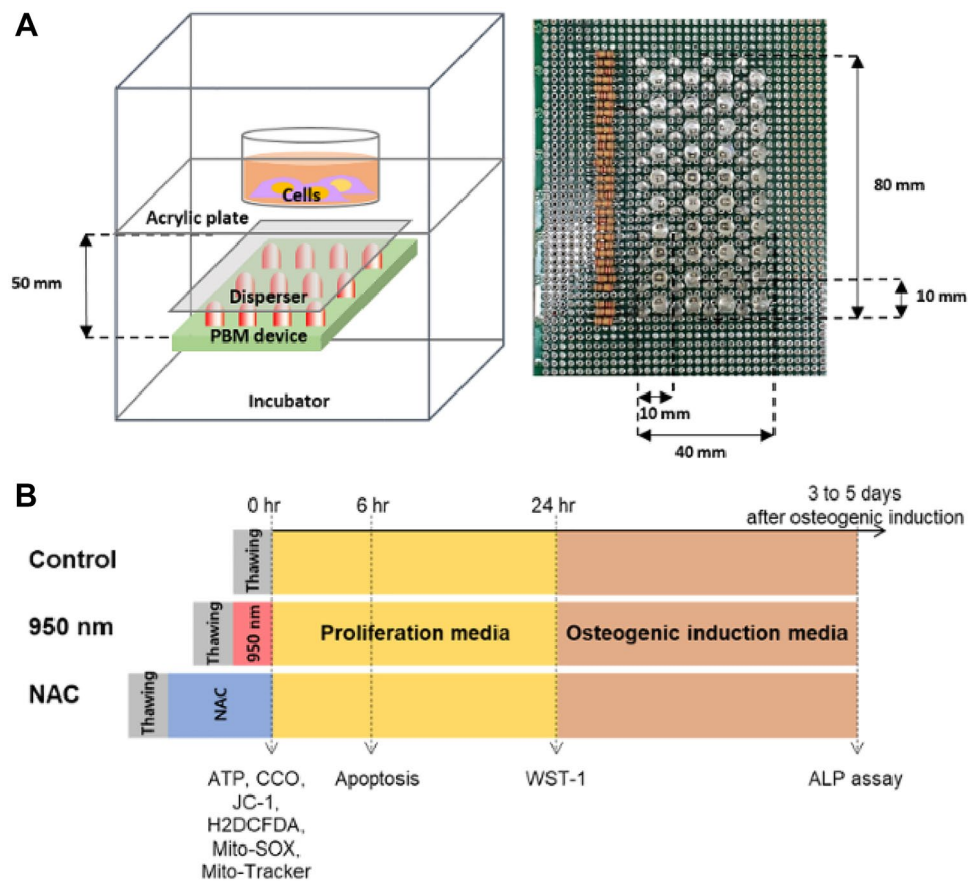 A
Cells
Acrylic plate
50 mm
Disperser
PBM device
Incubator
80 mm
10 mm
10 mm
40 mm
B
0 hr
6 hr
24 hr
3 to 5 days
after osteogenic induction
Control
Thawing
950 nm
Thawing
950 nm
Proliferation media
Osteogenic induction media
NAC
Thawing
NAC
ATP, CCO,
JC-1,
H2DCFDA,
Mito-SOX,
Mito-Tracker
Apoptosis
WST-1
ALP assay